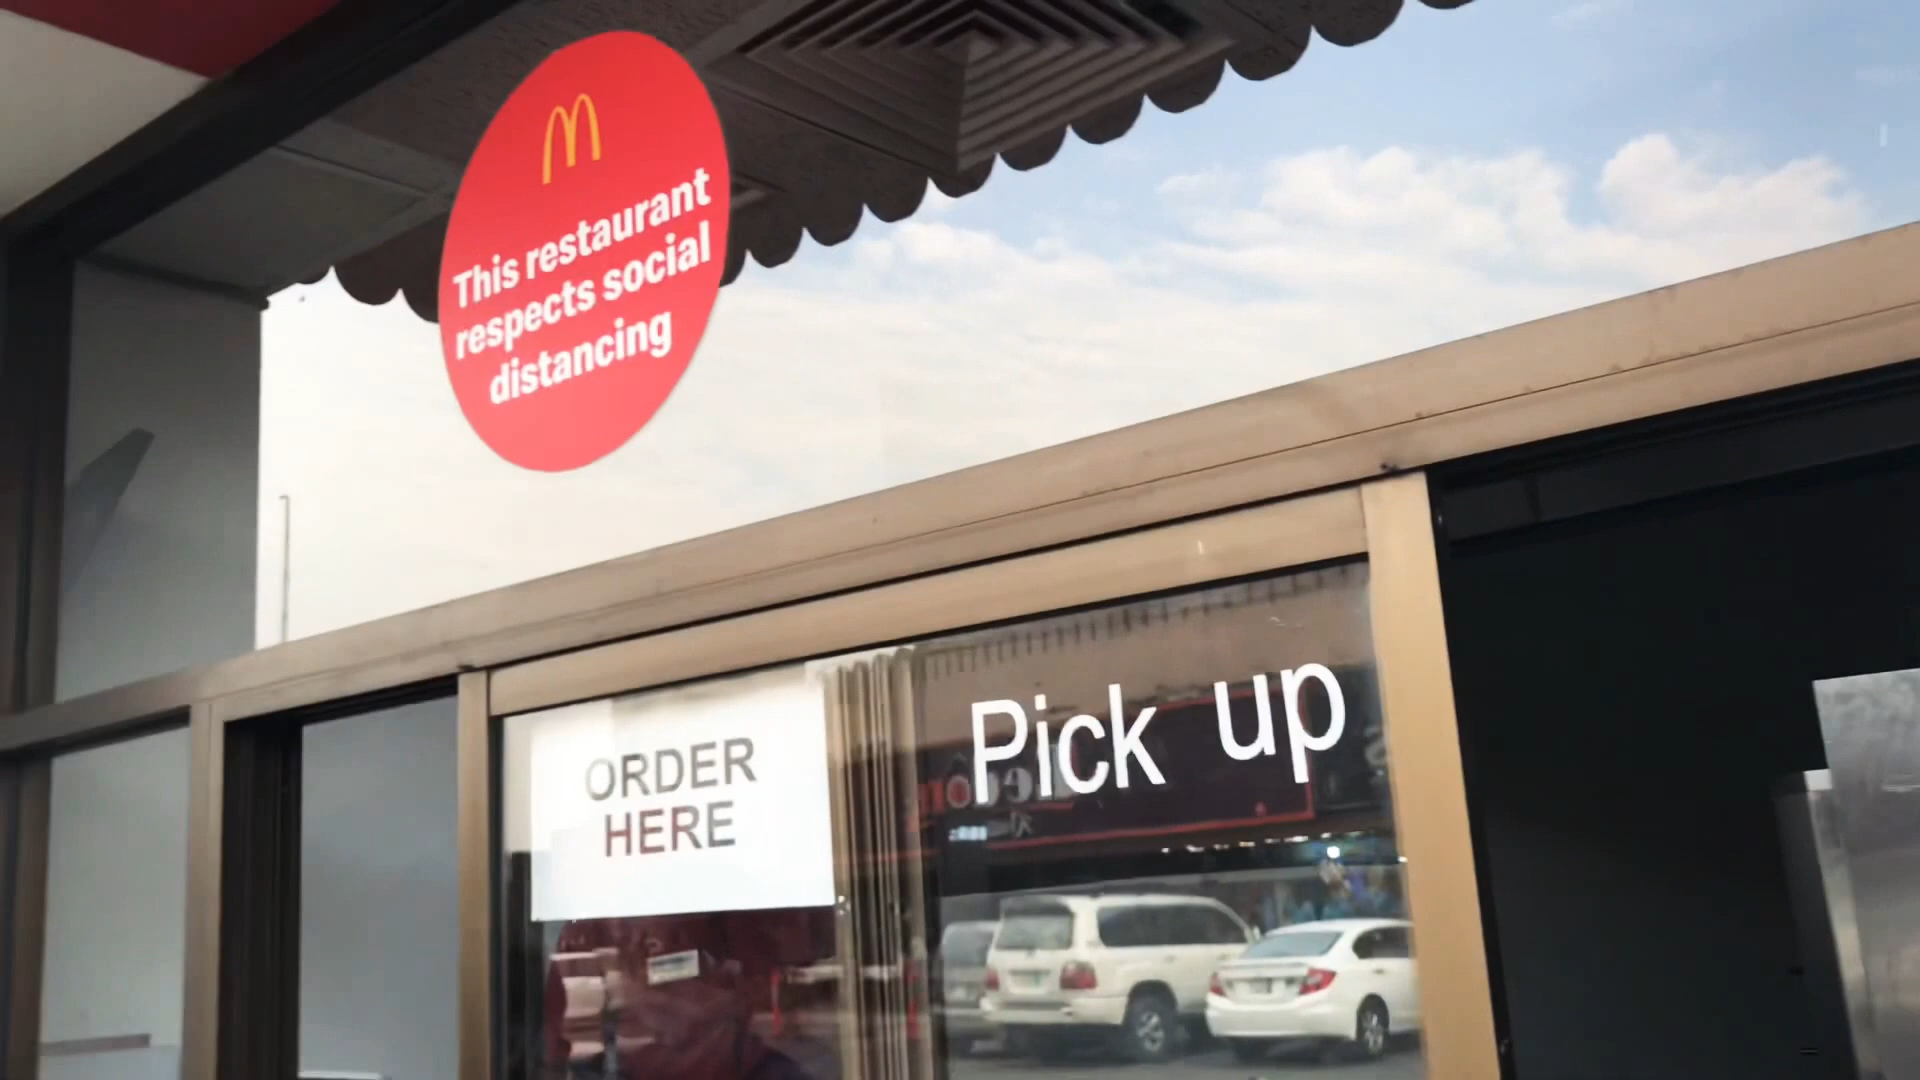 This restaurant
respects social
distancing
ORDER
HERE
Pick up